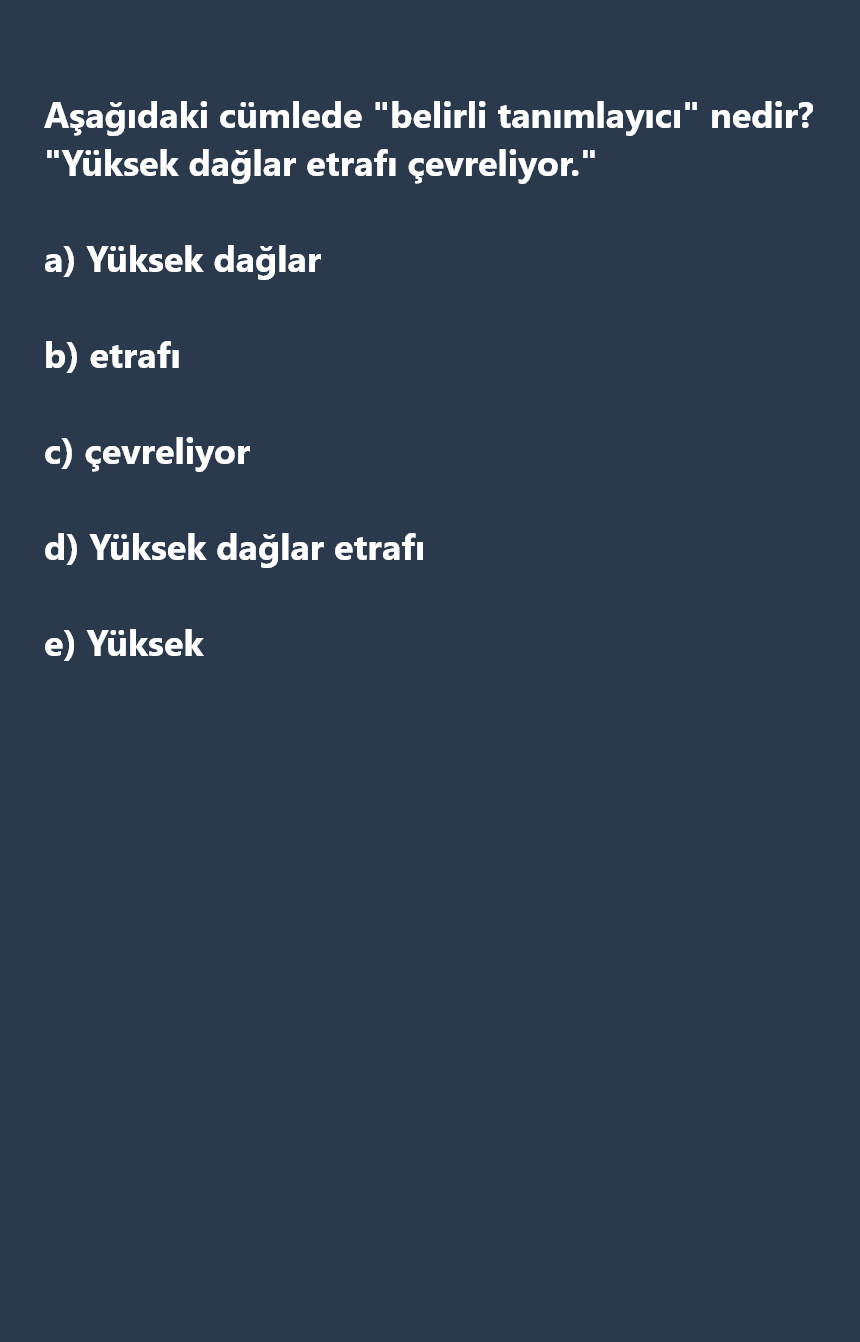 Aşağıdaki cümlede "belirli tanımlayıcı" nedir?
"Yüksek dağlar etrafı çevreliyor."
a) Yüksek dağlar
b) etrafı
c) çevreliyor
d) Yüksek dağlar etrafı
e) Yüksek